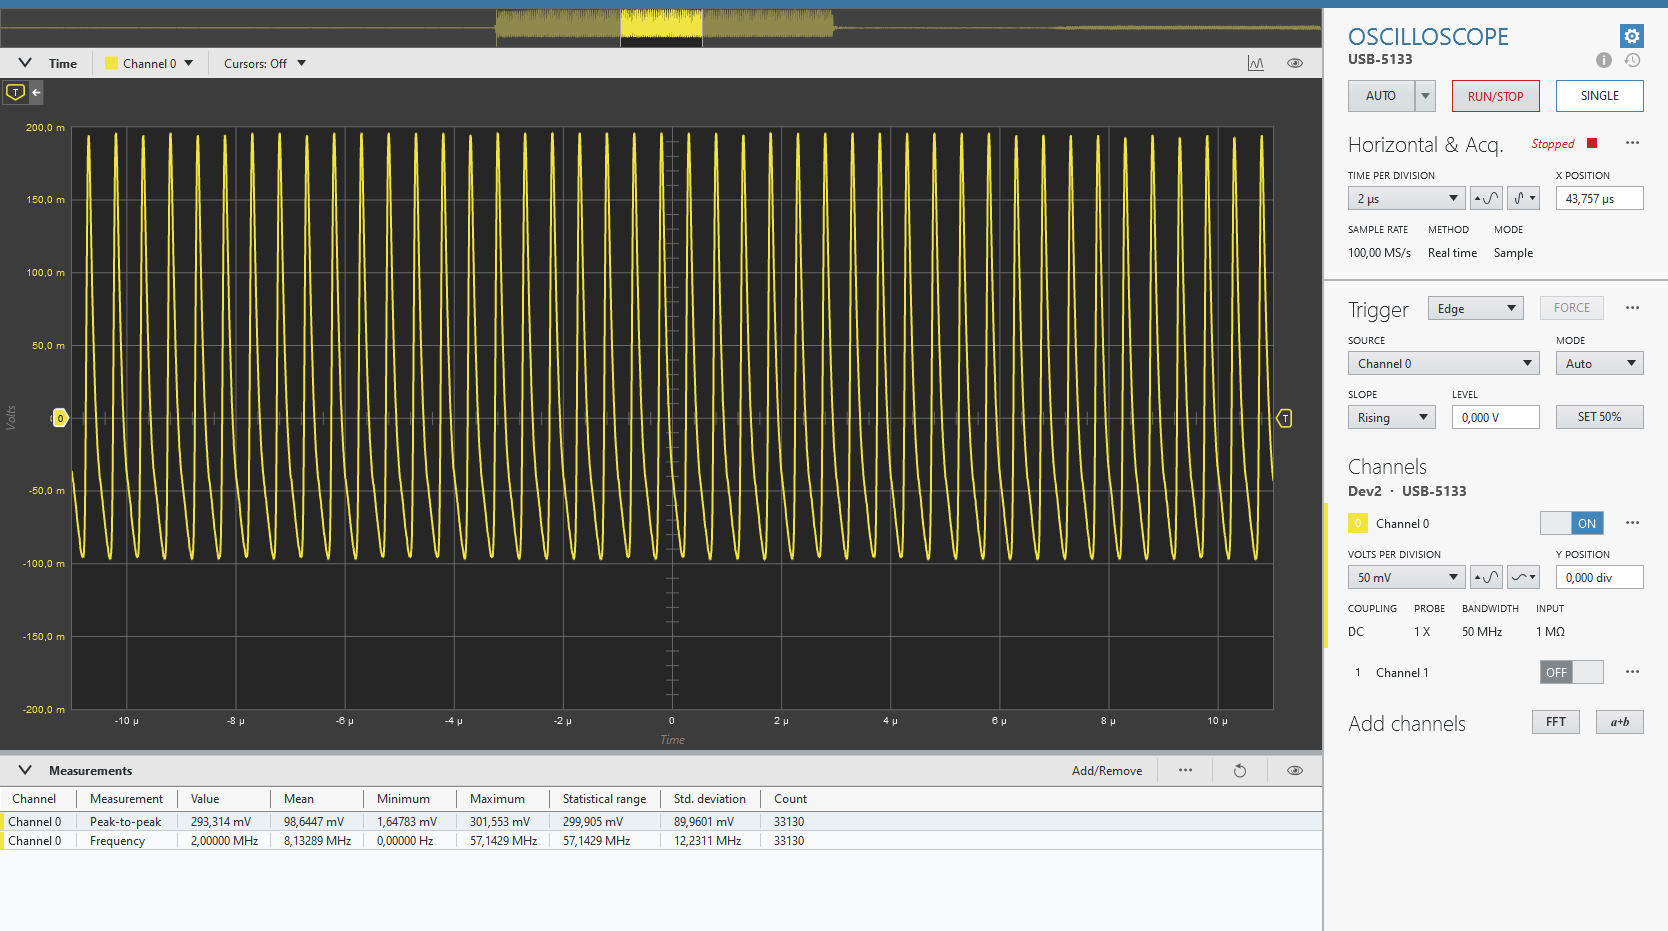 OSCILLOSCOPE
USB-5133
Time
Channel 0
Cursors: Off
AUTO
RUN/STOP
SINGLE
T
200,0 m
150,0 m
100,0 m
50,0 m
0
-50,0 m
-100,0 m
-150,0 m
-200,0 m
Volts
T
-10 µ
-8 µ
-6 µ
-4 µ
-2 µ
0
2 µ
4 µ
6 µ
8 µ
10 µ
Time
Horizontal & Acq.
Stopped
TIME PER DIVISION
X POSITION
2 µs
43,757 µs
SAMPLE RATE
METHOD
MODE
100,00 MS/s
Real time
Sample
Trigger
Edge
FORCE
SOURCE
MODE
Channel 0
Auto
SLOPE
LEVEL
Rising
0,000 V
SET 50%
Channels
Dev2 · USB-5133
0
Channel 0
ON
VOLTS PER DIVISION
Y POSITION
50 mV
0,000 div
COUPLING
PROBE
BANDWIDTH
INPUT
DC
1 X
50 MHz
1 MΩ
1
Channel 1
OFF
Add channels
FFT
a+b
Measurements
Add/Remove
Channel Measurement Value Mean Minimum Maximum Statistical range Std. deviation Count
Channel 0 Peak-to-peak 293,314 mV 98,6447 mV 1,64783 mV 301,553 mV 299,905 mV 89,9601 mV 33130
Channel 0 Frequency 2,00000 MHz 8,13289 MHz 0,00000 Hz 57,1429 MHz 57,1429 MHz 12,2311 MHz 33130